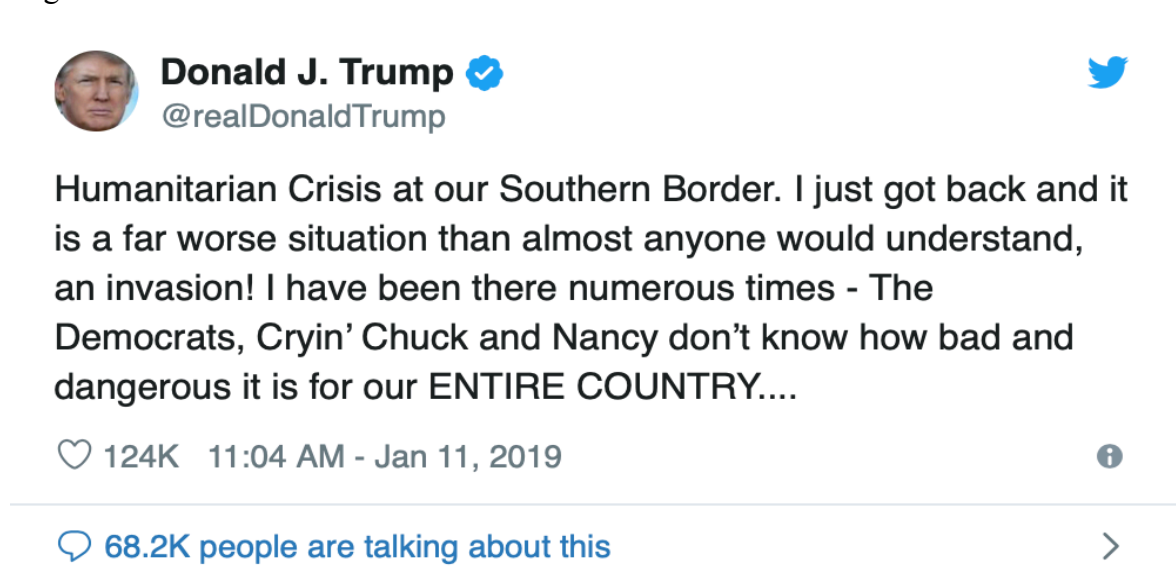 Donald J. Trump
@realDonaldTrump
Humanitarian Crisis at our Southern Border. I just got back and it
is a far worse situation than almost anyone would understand,
an invasion! I have been there numerous times - The
Democrats, Cryin’ Chuck and Nancy don’t know how bad and
dangerous it is for our ENTIRE COUNTRY....
124K 11:04 AM - Jan 11, 2019
68.2K people are talking about this